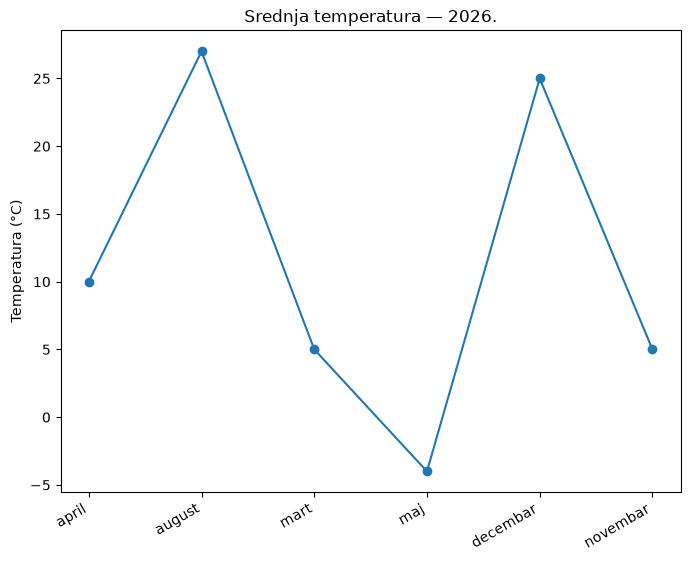 Srednja temperatura — 2026.
Temperatura (°C)
25
20
15
10
5
0
−5
april
august
mart
maj
decembar
novembar